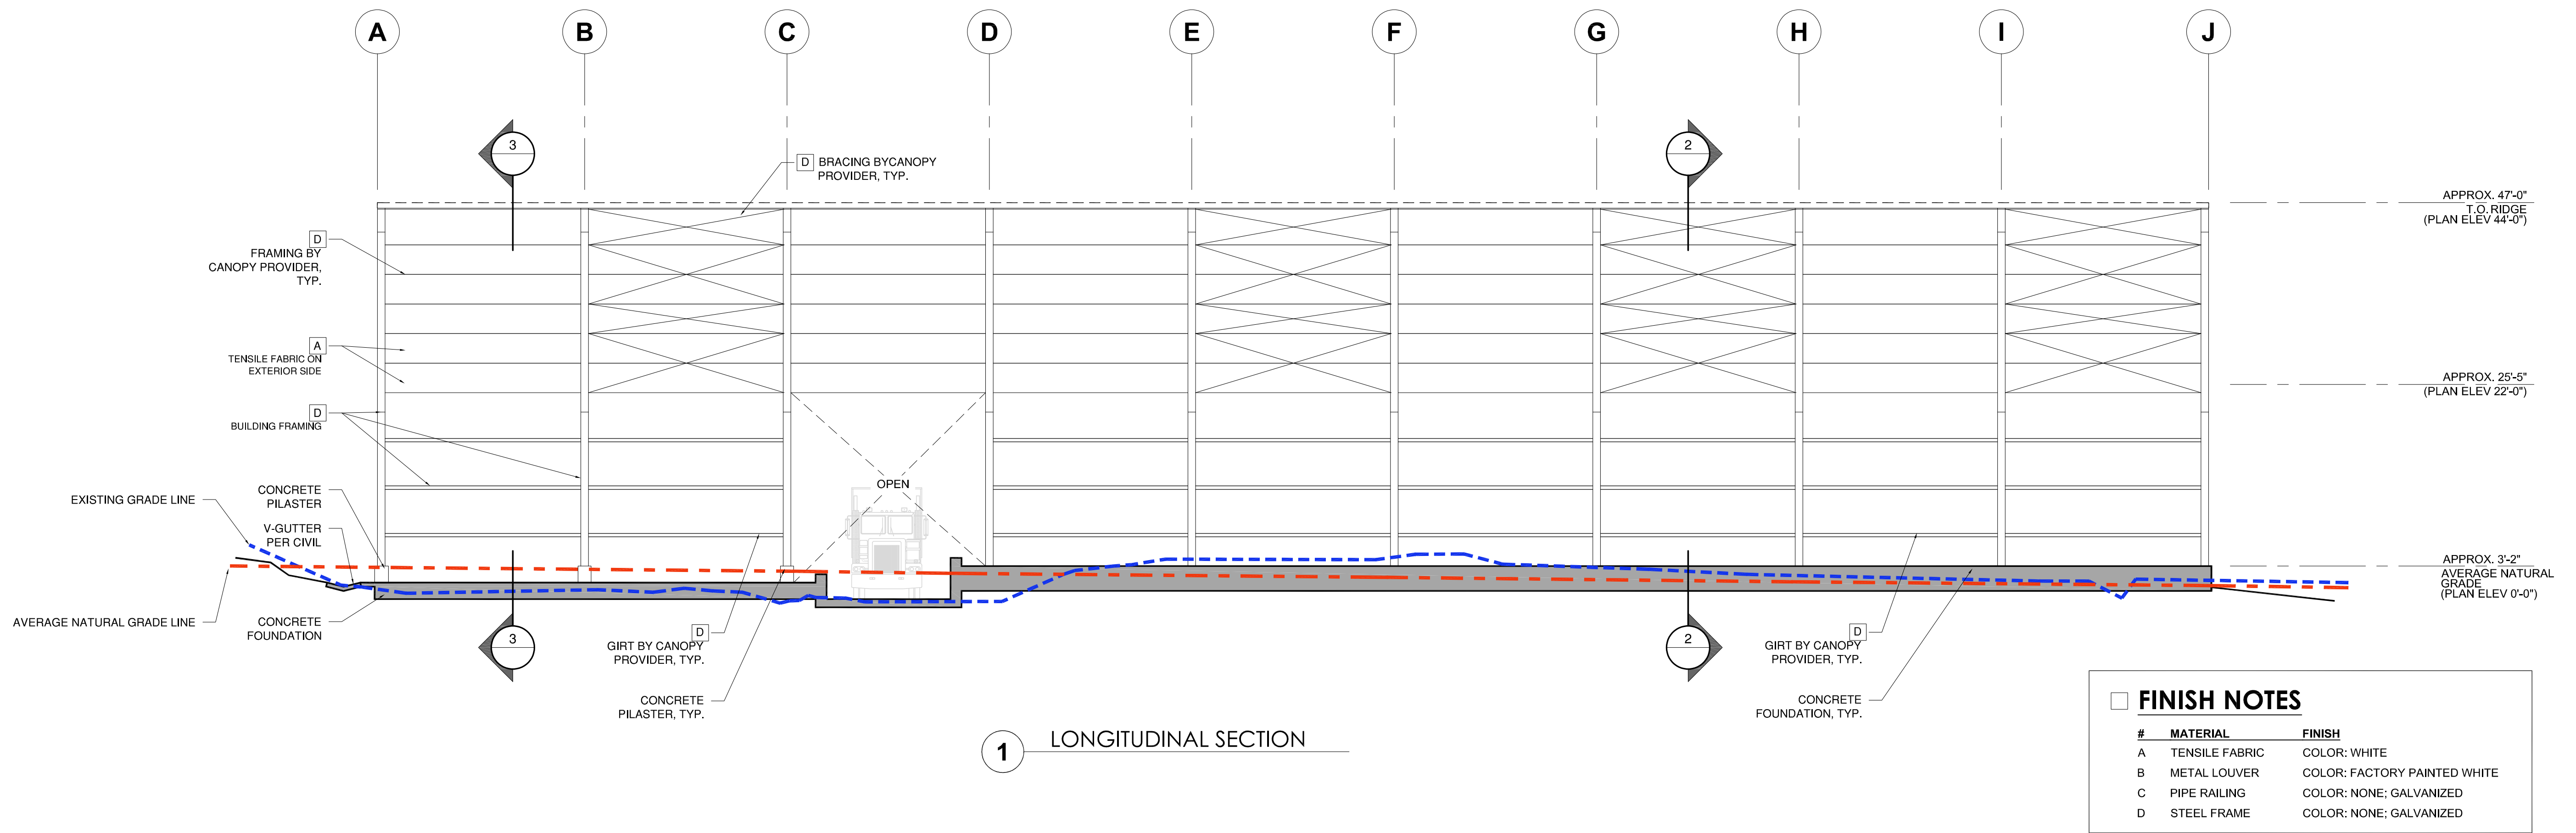 A B C D E F G H I J
3
2
D BRACING BYCANOPY
PROVIDER, TYP.
APPROX. 47'-0"
T.O. RIDGE
(PLAN ELEV 44'-0")
D
FRAMING BY
CANOPY PROVIDER,
TYP.
A
TENSILE FABRIC ON
EXTERIOR SIDE
APPROX. 25'-5"
(PLAN ELEV 22'-0")
D
BUILDING FRAMING
OPEN
EXISTING GRADE LINE
CONCRETE
PILASTER
V-GUTTER
PER CIVIL
APPROX. 3'-2"
AVERAGE NATURAL
GRADE
(PLAN ELEV 0'-0")
AVERAGE NATURAL GRADE LINE
CONCRETE
FOUNDATION
3
D
GIRT BY CANOPY
PROVIDER, TYP.
2
D
GIRT BY CANOPY
PROVIDER, TYP.
CONCRETE
PILASTER, TYP.
CONCRETE
FOUNDATION, TYP.
1 LONGITUDINAL SECTION
FINISH NOTES
# MATERIAL FINISH
A TENSILE FABRIC COLOR: WHITE
B METAL LOUVER COLOR: FACTORY PAINTED WHITE
C PIPE RAILING COLOR: NONE; GALVANIZED
D STEEL FRAME COLOR: NONE; GALVANIZED